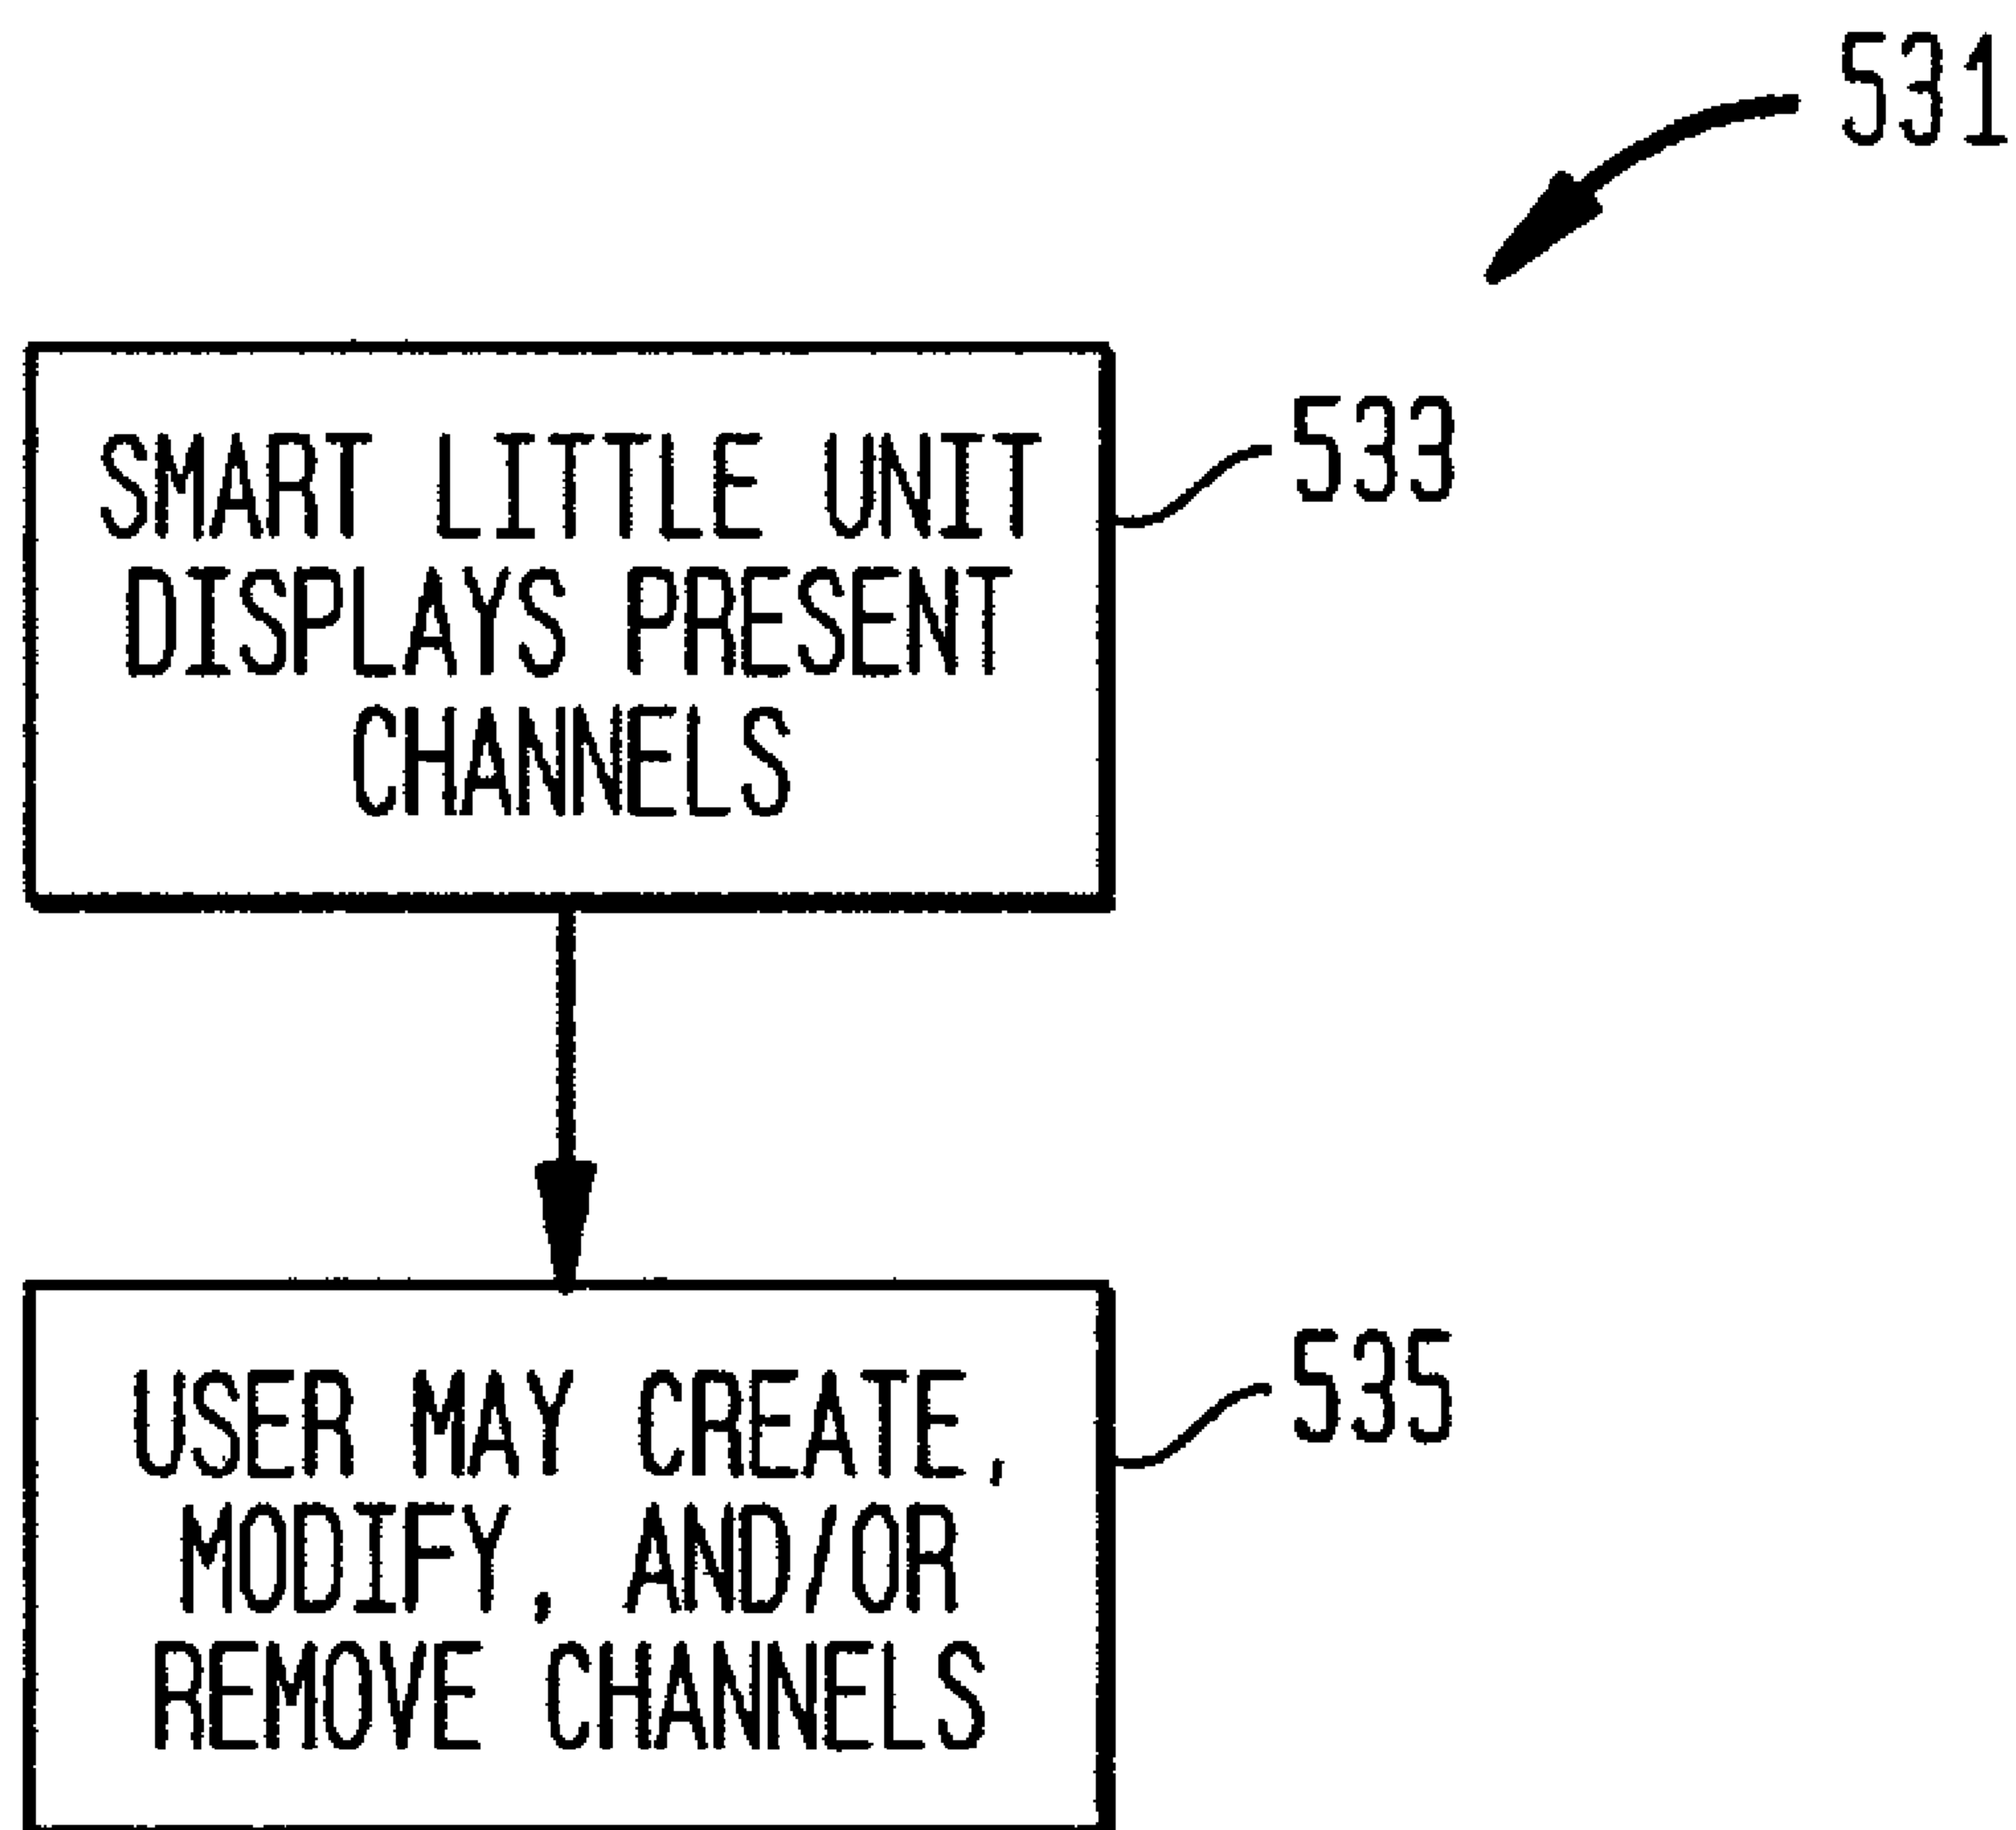 531
SMART LITTLE UNIT
533
DISPLAYS PRESENT
CHANNELS
USER MAY CREATE,
535
MODIFY, AND/OR
REMOVE CHANNELS